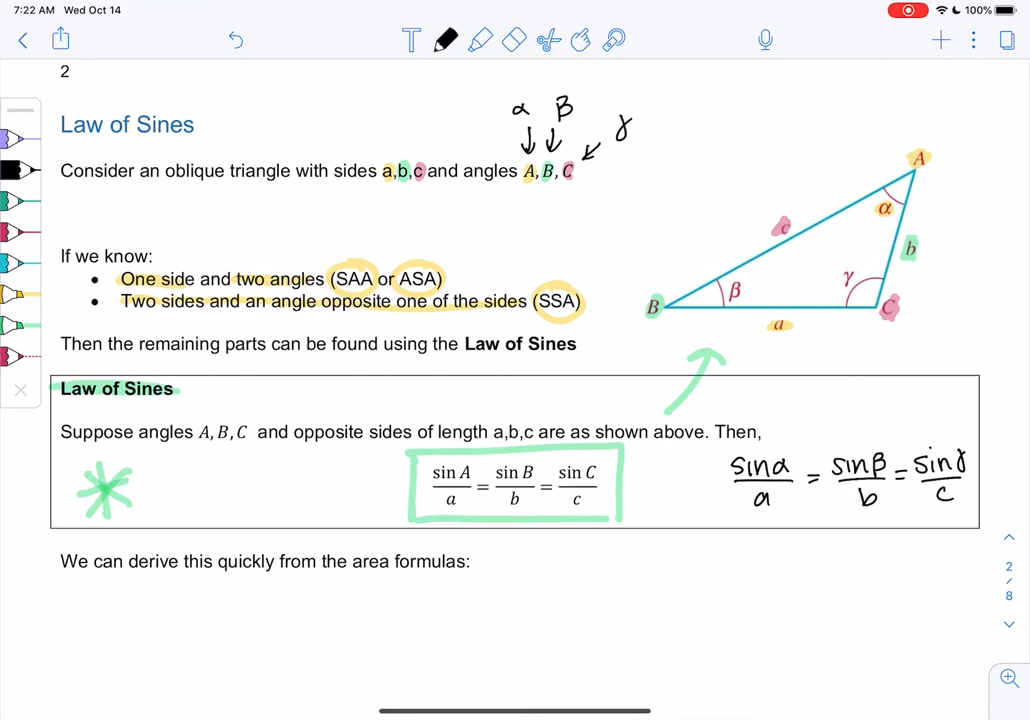 7:22 AM Wed Oct 14
100%
2
α β γ
Law of Sines
Consider an oblique triangle with sides a,b,c and angles A, B, C
A
α
c
b
β
γ
B
C
a
If we know:
• One side and two angles (SAA or ASA)
• Two sides and an angle opposite one of the sides (SSA)
Then the remaining parts can be found using the Law of Sines
Law of Sines
Suppose angles A, B, C and opposite sides of length a,b,c are as shown above. Then,
sin A / a = sin B / b = sin C / c
sin α / a = sin β / b = sin γ / c
We can derive this quickly from the area formulas:
2
/
8